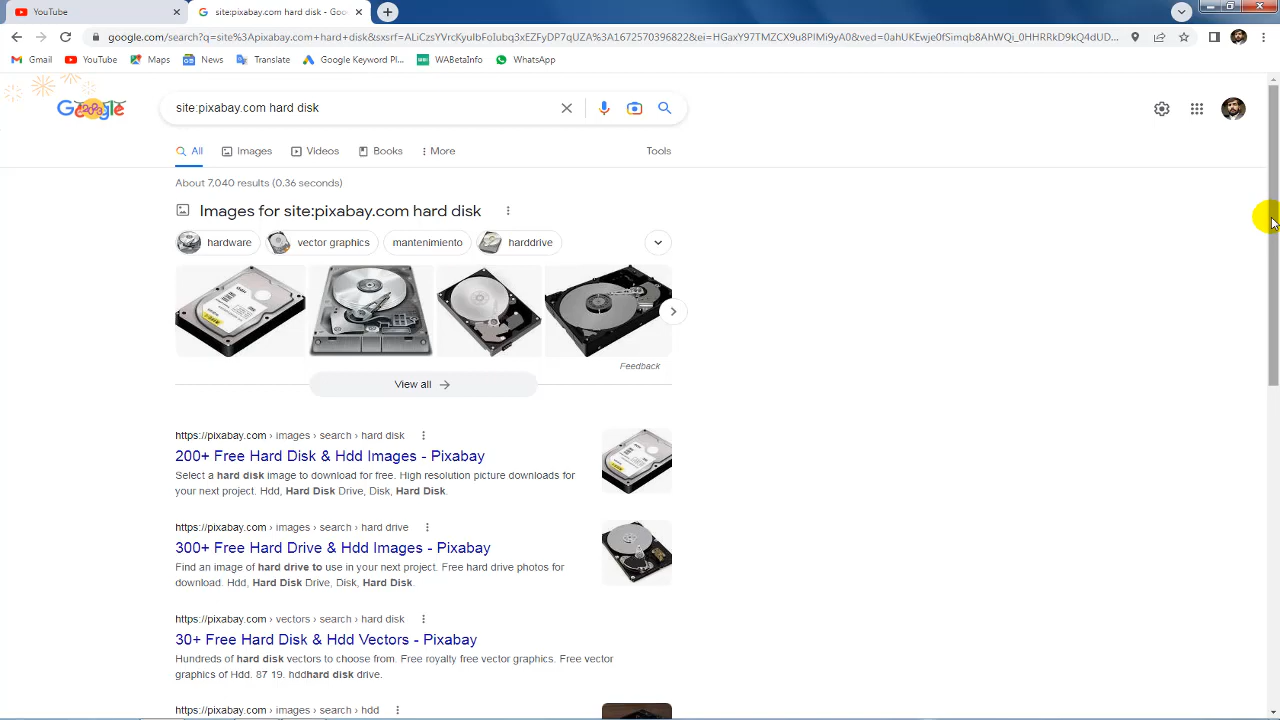 YouTube
site:pixabay.com hard disk - Goo
google.com/search?q=site%3Apixabay.com+hard+disk&sxsrf=ALiCzsYVrcKyuIbFoIubq3xEZFyDP7qUZA%3A1672570396822&ei=HGaxY97TMZCX9u8PlMi9yA0&ved=0ahUKEwje0fSimqb8AhWQi_0HHRRkD9kQ4dUD...
Gmail
YouTube
Maps
News
Translate
Google Keyword Pl...
WABetaInfo
WhatsApp
site:pixabay.com hard disk
All
Images
Videos
Books
More
Tools
About 7,040 results (0.36 seconds)
Images for site:pixabay.com hard disk
hardware
vector graphics
mantenimiento
harddrive
Feedback
View all
https://pixabay.com › images › search › hard disk
200+ Free Hard Disk & Hdd Images - Pixabay
Select a hard disk image to download for free. High resolution picture downloads for
your next project. Hdd, Hard Disk Drive, Disk, Hard Disk.
https://pixabay.com › images › search › hard drive
300+ Free Hard Drive & Hdd Images - Pixabay
Find an image of hard drive to use in your next project. Free hard drive photos for
download. Hdd, Hard Disk Drive, Disk, Hard Disk.
https://pixabay.com › vectors › search › hard disk
30+ Free Hard Disk & Hdd Vectors - Pixabay
Hundreds of hard disk vectors to choose from. Free royalty free vector graphics. Free vector
graphics of Hdd. 87 19. hddhard disk drive.
https://pixabay.com › images › search › hdd